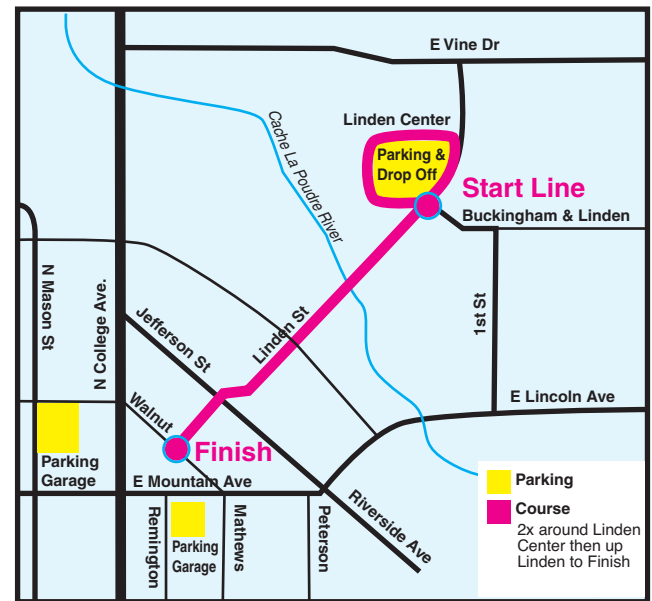 E Vine Dr
Linden Center
Parking &
Drop Off
Cache La Poudre River
Start Line
Buckingham & Linden
N Mason St
N College Ave.
Jefferson St
Linden St
1st St
E Lincoln Ave
Walnut
Finish
Parking
Garage
E Mountain Ave
Remington
Parking
Garage
Mathews
Peterson
Riverside Ave
Parking
Course
2x around Linden
Center then up
Linden to Finish